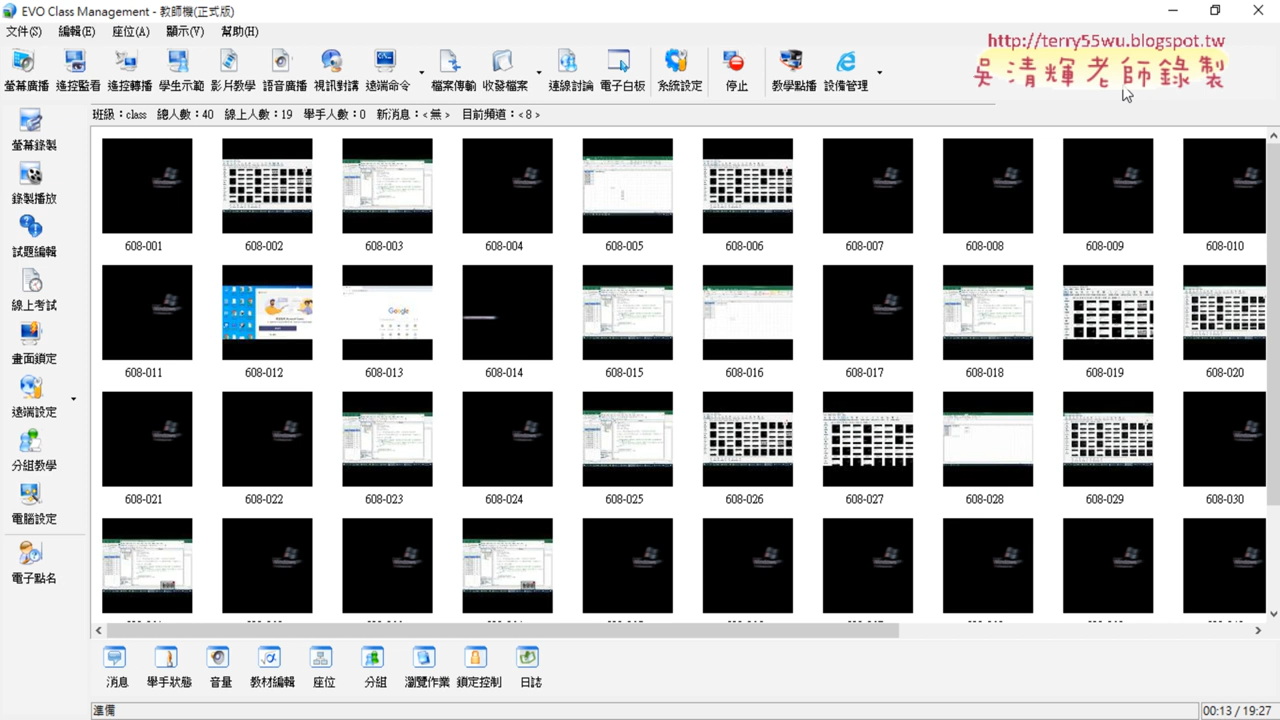 EVO Class Management - 教師機(正式版)
文件(S) 編輯(E) 座位(A) 顯示(V) 幫助(H)
http://terry55wu.blogspot.tw
吳清輝老師錄製
螢幕廣播 遙控監看 遙控轉播 學生示範 影片教學 語音廣播 視訊對講 遠端命令 檔案傳輸 收發檔案 連線討論 電子白板 系統設定 停止 教學點播 設備管理
班級：class 總人數：40 線上人數：19 舉手人數：0 新消息：<無> 目前頻道：<8>
螢幕錄製
錄製播放
試題編輯
線上考試
畫面鎖定
遠端設定
分組教學
電腦設定
電子點名
608-001 608-002 608-003 608-004 608-005 608-006 608-007 608-008 608-009 608-010
Google
608-011 608-012 608-013 608-014 608-015 608-016 608-017 608-018 608-019 608-020
608-021 608-022 608-023 608-024 608-025 608-026 608-027 608-028 608-029 608-030
消息 舉手狀態 音量 教材編輯 座位 分組 瀏覽作業 鎖定控制 日誌
準備
00:13 / 19:27